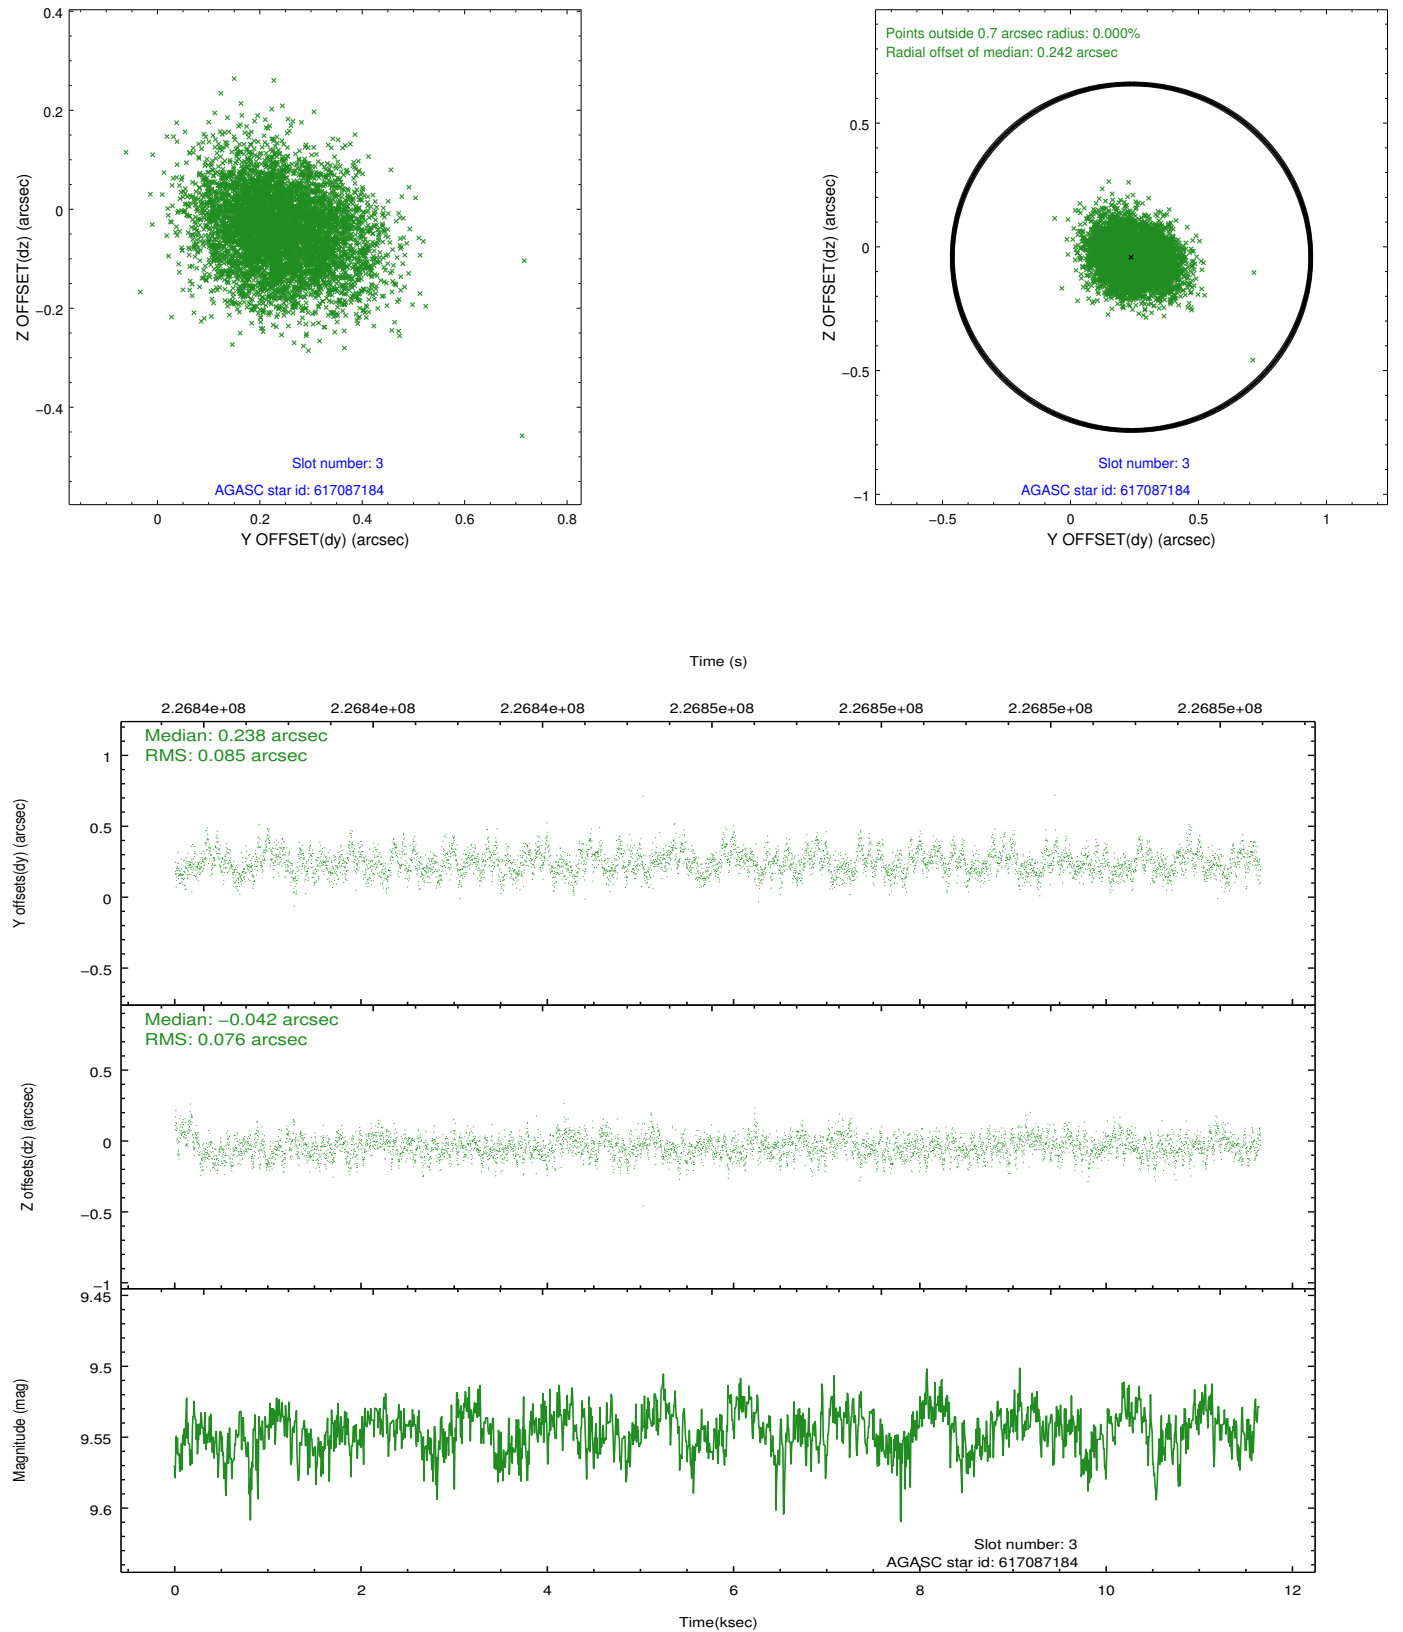 0.4
0.2
0
−0.2
−0.4
Z OFFSET(dz) (arcsec)
Slot number: 3
AGASC star id: 617087184
0
0.2
0.4
0.6
0.8
Y OFFSET(dy) (arcsec)
Points outside 0.7 arcsec radius: 0.000%
Radial offset of median: 0.242 arcsec
0.5
0
−0.5
−1
Z OFFSET(dz) (arcsec)
Slot number: 3
AGASC star id: 617087184
−0.5
0
0.5
1
Y OFFSET(dy) (arcsec)
Time (s)
2.2684e+08
2.2684e+08
2.2684e+08
2.2685e+08
2.2685e+08
2.2685e+08
2.2685e+08
Median: 0.238 arcsec
RMS: 0.085 arcsec
1
0.5
0
−0.5
Y offsets(dy) (arcsec)
Median: −0.042 arcsec
RMS: 0.076 arcsec
0.5
0
−0.5
−1
Z offsets(dz) (arcsec)
9.45
9.5
9.55
9.6
Magnitude (mag)
Slot number: 3
AGASC star id: 617087184
0
2
4
6
8
10
12
Time(ksec)